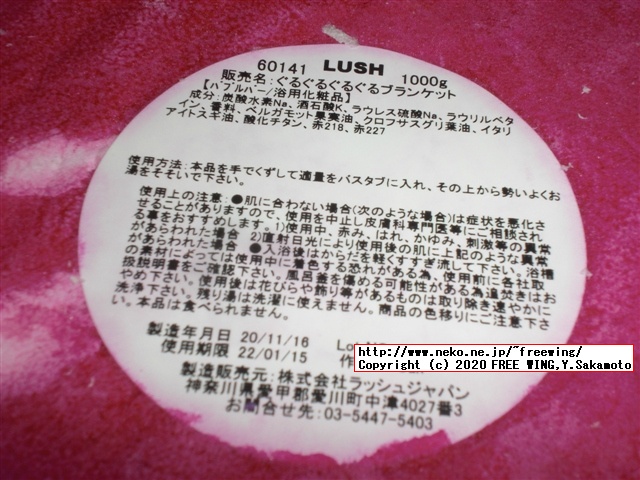 60141 LUSH 1000g
販売名:ぐるぐるぐるぐるブランケット
【バブルバー/浴用化粧品】
成分:炭酸水素Na、酒石酸K、ラウレス硫酸Na、ラウリルベタ
イン、香料、ベルガモット果実油、クロフサスグリ葉油、イタリ
アイトスギ油、酸化チタン、赤218、赤227
使用方法:本品を手でくずして適量をバスタブに入れ、その上から勢いよくお
湯をそそいで下さい。
使用上の注意:●肌に合わない場合(次のような場合)は症状を悪化さ
せることがありますので、使用を中止し皮膚科専門医等にご相談され
る事をおすすめします。1)使用中、赤み、はれ、かゆみ、刺激等の異常
があらわれた場合 2)直射日光により使用後の肌に上記のような異常
があらわれた場合 ●入浴後はからだを軽くすすぎ流して下さい。浴槽
の素材によっては使用中に着色する恐れがある為、使用前に各社取
扱説明書をご確認下さい。風呂釜を傷める可能性がある為追焚きはお
やめ下さい。使用後は花びらや飾り等があるものは取り除き速やかに
洗浄下さい。残り湯は洗濯に使えません。商品の色移りにご注意下さ
い。本品は食べられません。
製造年月日 20/11/16 Lo
使用期限 22/01/15 作
http://www.neko.ne.jp/~freewing/
Copyright (c) 2020 FREE WING,Y.Sakamoto
製造販売元:株式会社ラッシュジャパン
神奈川県愛甲郡愛川町中津4027番3
お問合せ先:03-5447-5403